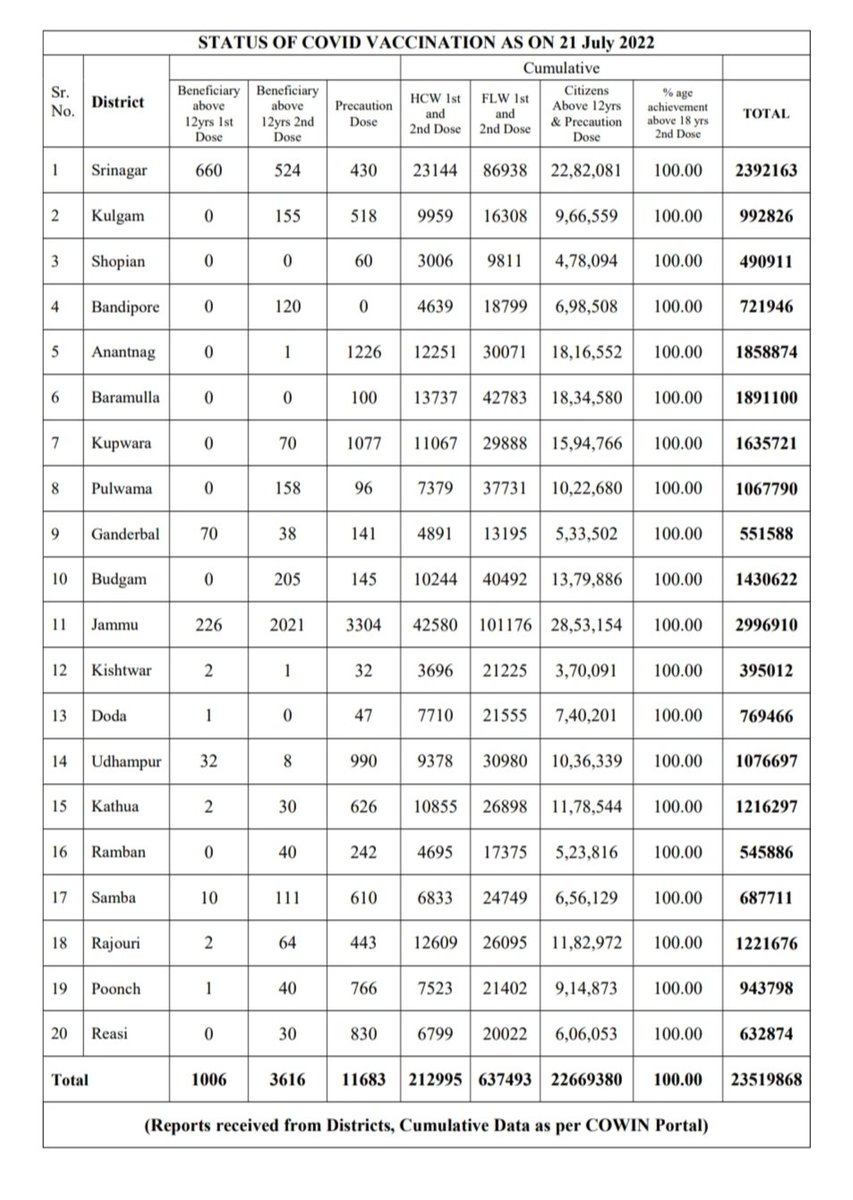 STATUS OF COVID VACCINATION AS ON 21 July 2022
Sr. No. District Beneficiary above 12yrs 1st Dose Beneficiary above 12yrs 2nd Dose Precaution Dose Cumulative HCW 1st and 2nd Dose FLW 1st and 2nd Dose Citizens Above 12yrs & Precaution Dose % age achievement above 18 yrs 2nd Dose TOTAL
1 Srinagar 660 524 430 23144 86938 22,82,081 100.00 2392163
2 Kulgam 0 155 518 9959 16308 9,66,559 100.00 992826
3 Shopian 0 0 60 3006 9811 4,78,094 100.00 490911
4 Bandipore 0 120 0 4639 18799 6,98,508 100.00 721946
5 Anantnag 0 1 1226 12251 30071 18,16,552 100.00 1858874
6 Baramulla 0 0 100 13737 42783 18,34,580 100.00 1891100
7 Kupwara 0 70 1077 11067 29888 15,94,766 100.00 1635721
8 Pulwama 0 158 96 7379 37731 10,22,680 100.00 1067790
9 Ganderbal 70 38 141 4891 13195 5,33,502 100.00 551588
10 Budgam 0 205 145 10244 40492 13,79,886 100.00 1430622
11 Jammu 226 2021 3304 42580 101176 28,53,154 100.00 2996910
12 Kishtwar 2 1 32 3696 21225 3,70,091 100.00 395012
13 Doda 1 0 47 7710 21555 7,40,201 100.00 769466
14 Udhampur 32 8 990 9378 30980 10,36,339 100.00 1076697
15 Kathua 2 30 626 10855 26898 11,78,544 100.00 1216297
16 Ramban 0 40 242 4695 17375 5,23,816 100.00 545886
17 Samba 10 111 610 6833 24749 6,56,129 100.00 687711
18 Rajouri 2 64 443 12609 26095 11,82,972 100.00 1221676
19 Poonch 1 40 766 7523 21402 9,14,873 100.00 943798
20 Reasi 0 30 830 6799 20022 6,06,053 100.00 632874
Total 1006 3616 11683 212995 637493 22669380 100.00 23519868
(Reports received from Districts, Cumulative Data as per COWIN Portal)